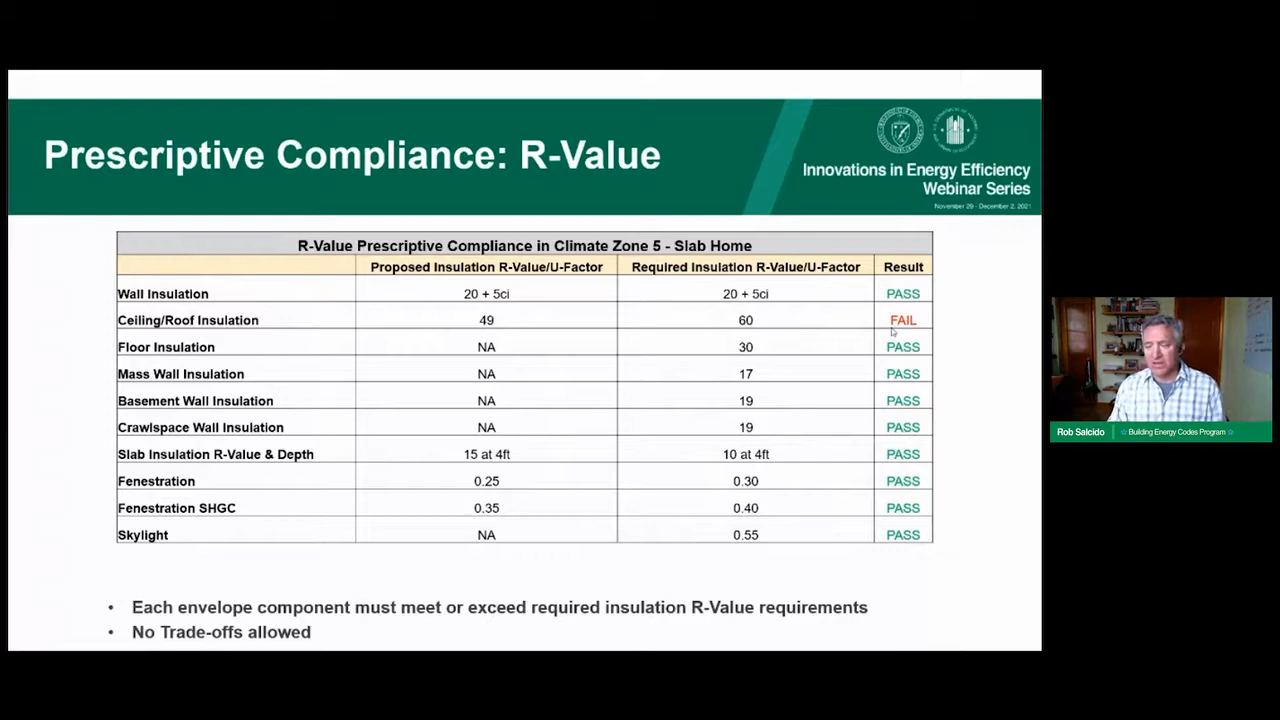 Prescriptive Compliance: R-Value
Innovations in Energy Efficiency
Webinar Series
November 29 - December 2, 2021
R-Value Prescriptive Compliance in Climate Zone 5 - Slab Home
Proposed Insulation R-Value/U-Factor Required Insulation R-Value/U-Factor Result
Wall Insulation 20 + 5ci 20 + 5ci PASS
Ceiling/Roof Insulation 49 60 FAIL
Floor Insulation NA 30 PASS
Mass Wall Insulation NA 17 PASS
Basement Wall Insulation NA 19 PASS
Crawlspace Wall Insulation NA 19 PASS
Slab Insulation R-Value & Depth 15 at 4ft 10 at 4ft PASS
Fenestration 0.25 0.30 PASS
Fenestration SHGC 0.35 0.40 PASS
Skylight NA 0.55 PASS
• Each envelope component must meet or exceed required insulation R-Value requirements
• No Trade-offs allowed
Rob Salcido ☆ Building Energy Codes Program ☆